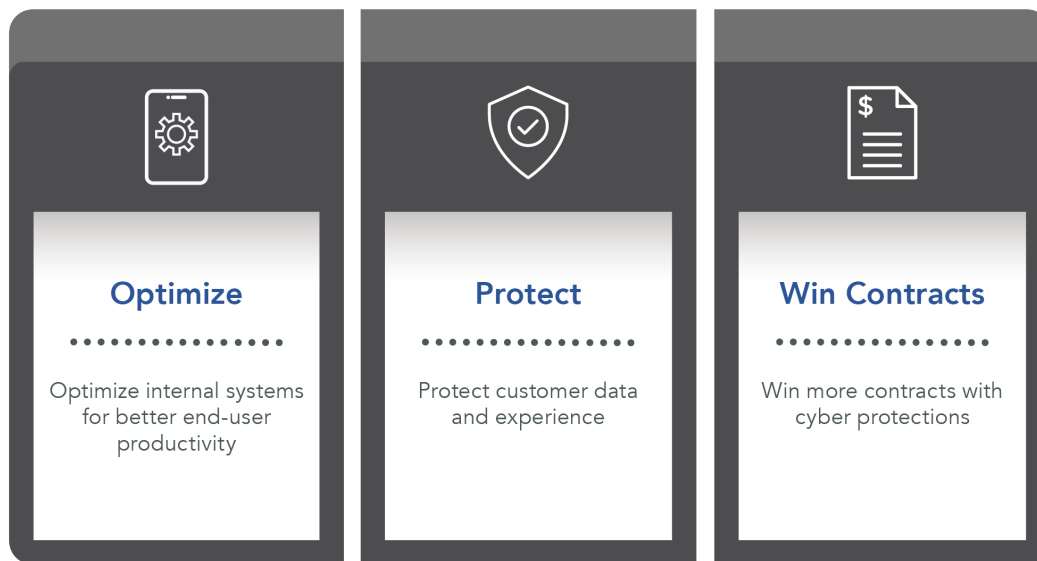 $
Optimize
Optimize internal systems
for better end-user
productivity
Protect
Protect customer data
and experience
Win Contracts
Win more contracts with
cyber protections